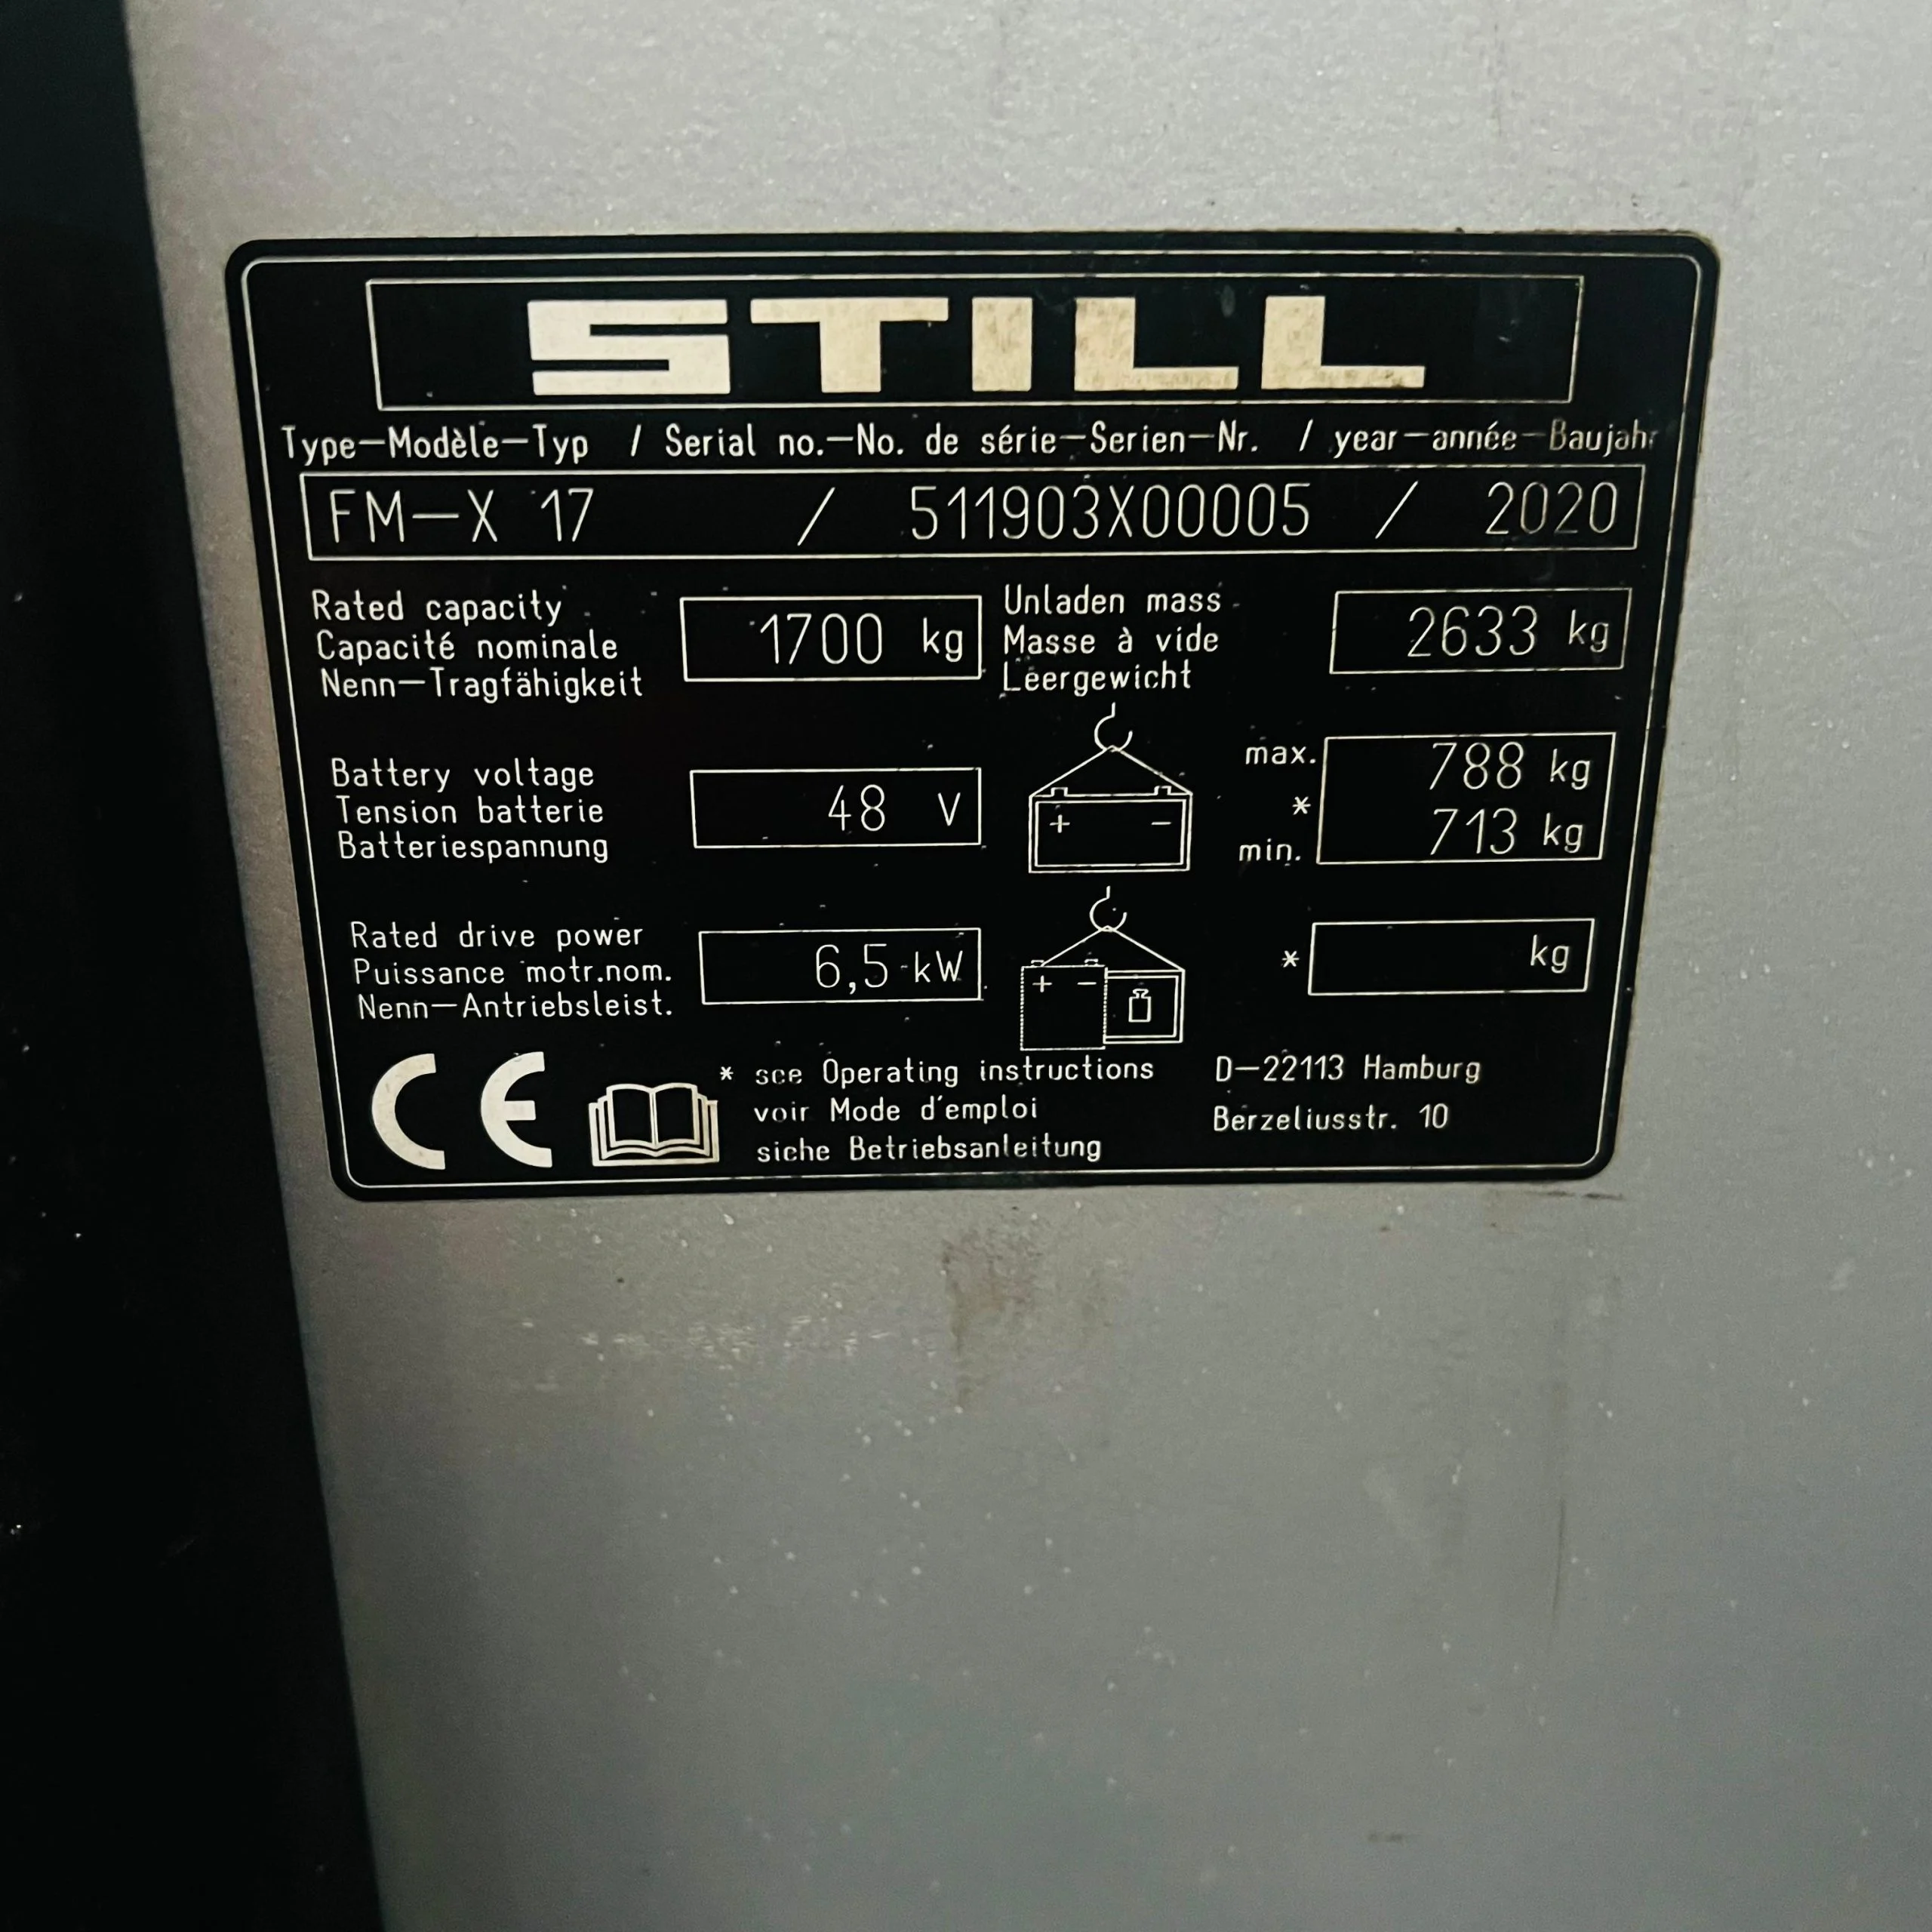 STILL
Type–Modèle–Typ / Serial no.–No. de série–Serien–Nr. / year–année–Baujahr
FM–X 17 / 511903X00005 / 2020
Rated capacity
Capacité nominale
Nenn–Tragfähigkeit
1700 kg
Unladen mass
Masse à vide
Leergewicht
2633 kg
Battery voltage
Tension batterie
Batteriespannung
48 V
+ –
max. 788 kg
*
min. 713 kg
Rated drive power
Puissance motr.nom.
Nenn–Antriebsleist.
6,5 kW
+ –
* kg
CE
* see Operating instructions
voir Mode d'emploi
siehe Betriebsanleitung
D–22113 Hamburg
Berzeliusstr. 10